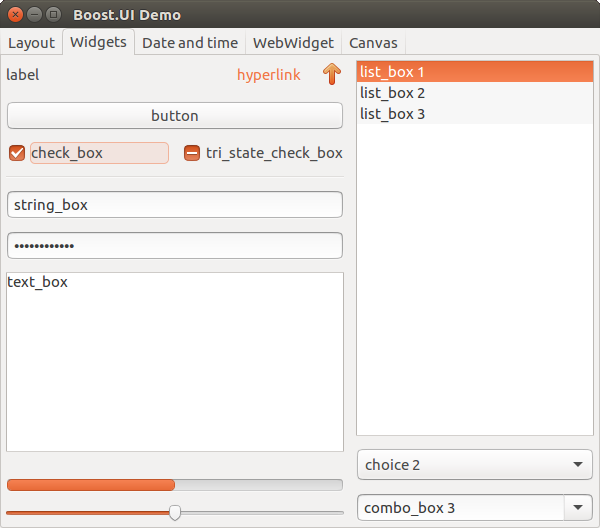 Boost.UI Demo
Layout Widgets Date and time WebWidget Canvas
label hyperlink
button
check_box tri_state_check_box
string_box
••••••••••••
text_box
list_box 1
list_box 2
list_box 3
choice 2
combo_box 3